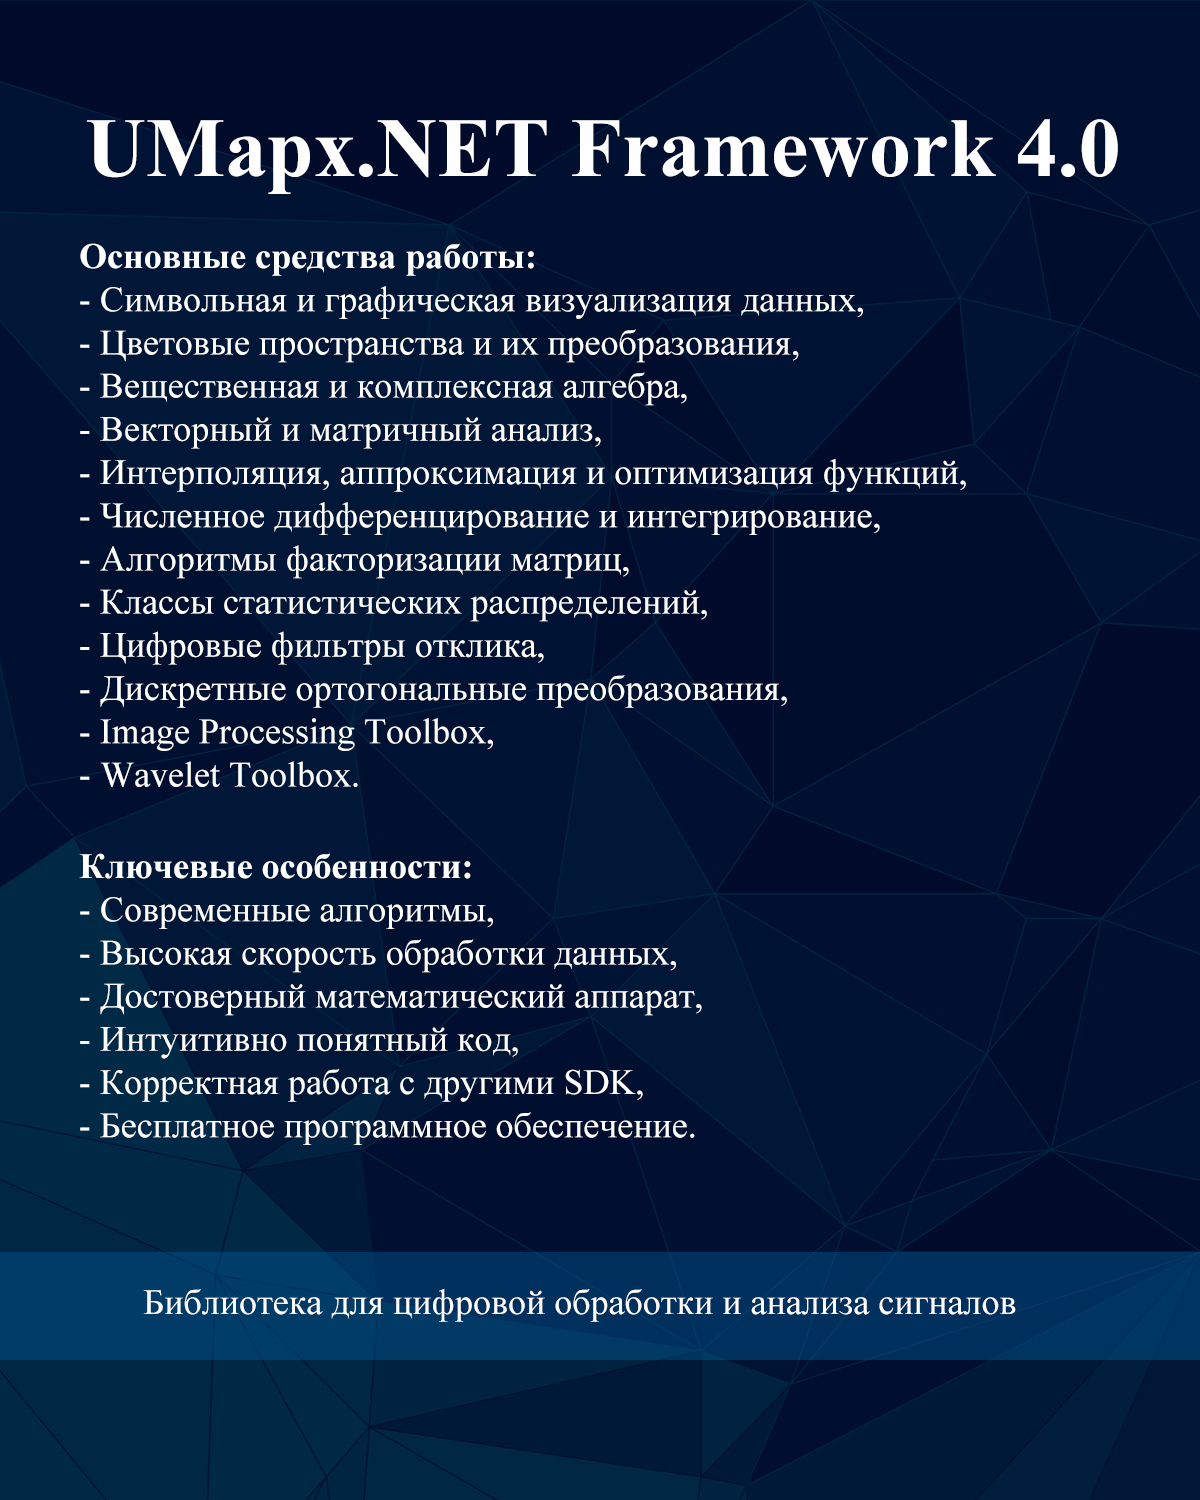 UMapx.NET Framework 4.0
Основные средства работы:
- Символьная и графическая визуализация данных,
- Цветовые пространства и их преобразования,
- Вещественная и комплексная алгебра,
- Векторный и матричный анализ,
- Интерполяция, аппроксимация и оптимизация функций,
- Численное дифференцирование и интегрирование,
- Алгоритмы факторизации матриц,
- Классы статистических распределений,
- Цифровые фильтры отклика,
- Дискретные ортогональные преобразования,
- Image Processing Toolbox,
- Wavelet Toolbox.
Ключевые особенности:
- Современные алгоритмы,
- Высокая скорость обработки данных,
- Достоверный математический аппарат,
- Интуитивно понятный код,
- Корректная работа с другими SDK,
- Бесплатное программное обеспечение.
Библиотека для цифровой обработки и анализа сигналов